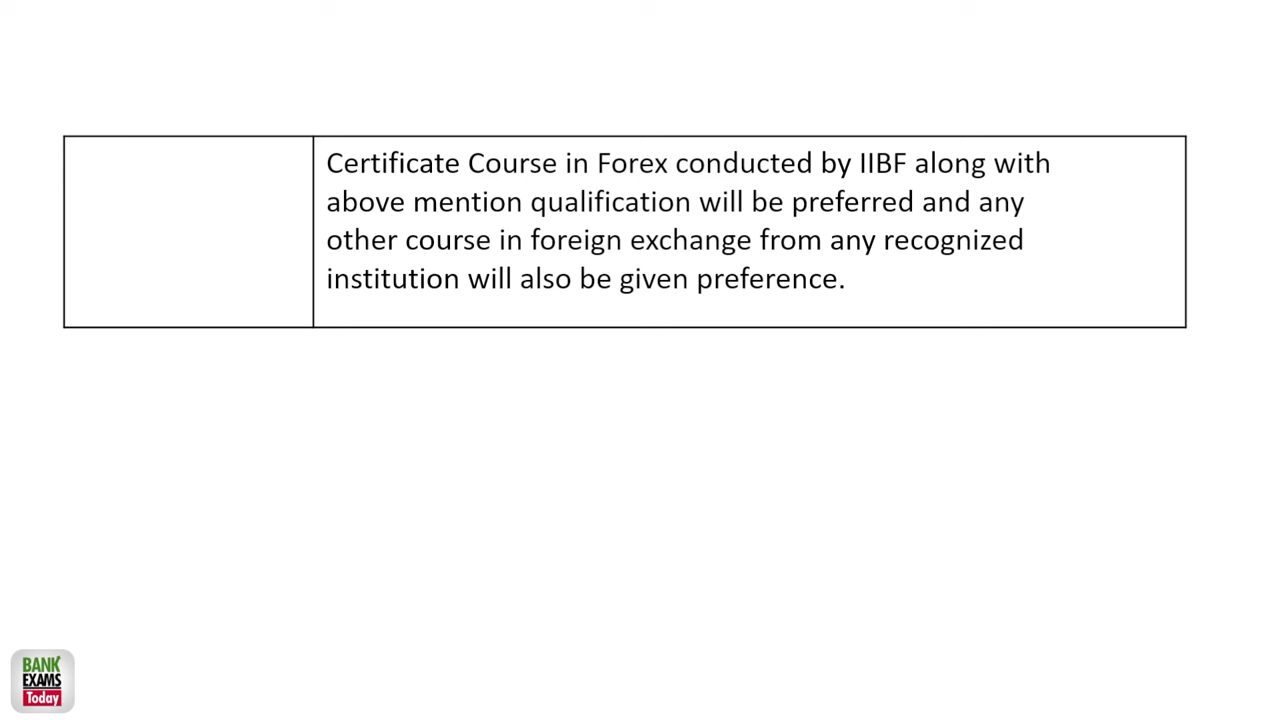 Certificate Course in Forex conducted by IIBF along with
above mention qualification will be preferred and any
other course in foreign exchange from any recognized
institution will also be given preference.
BANK
EXAMS
Today